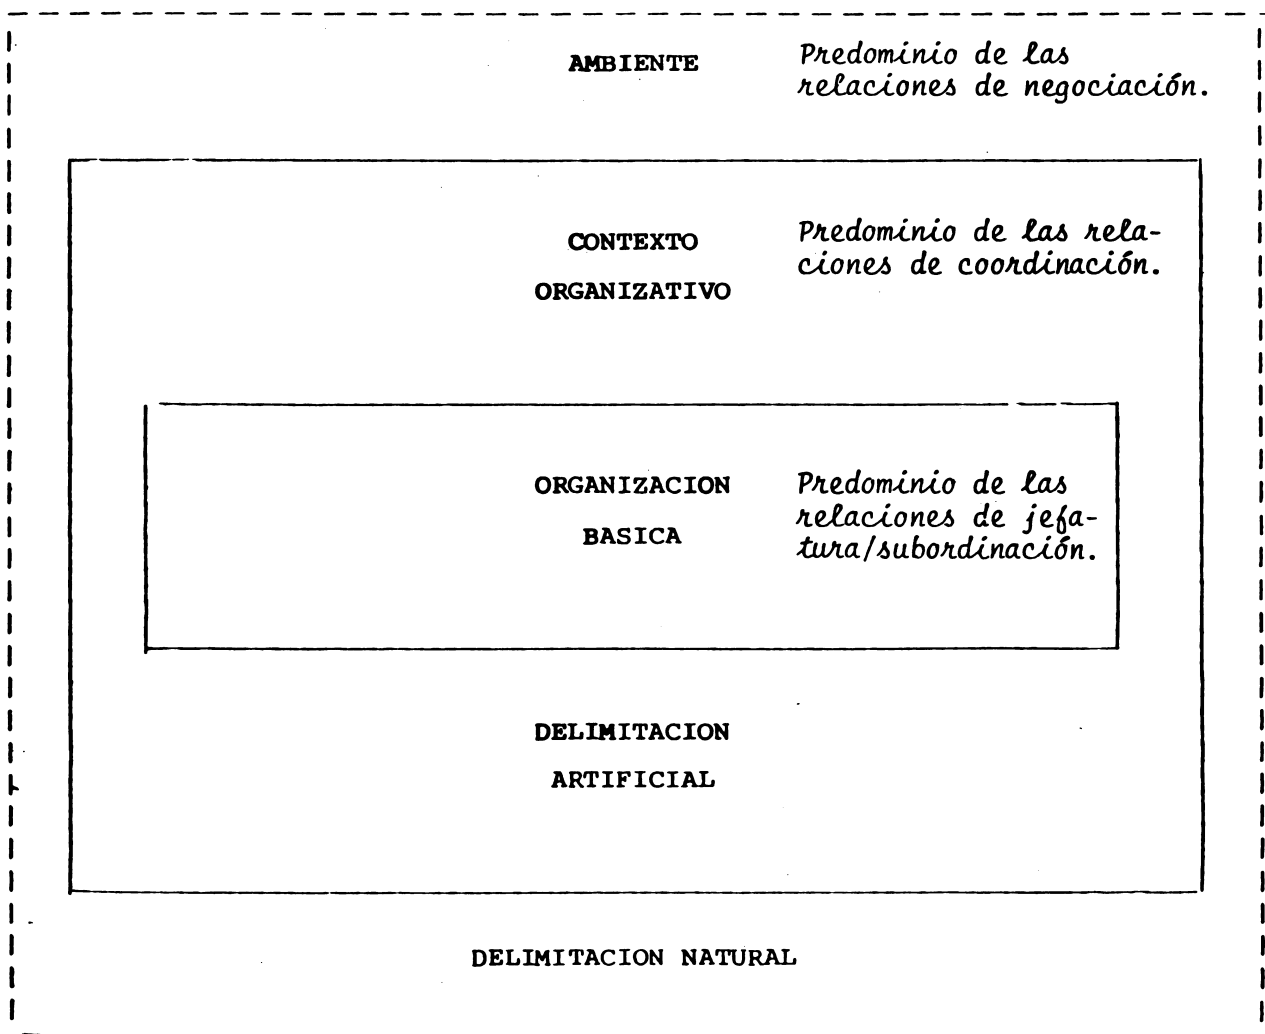 AMBIENTE
Predominio de las
relaciones de negociación.
CONTEXTO
ORGANIZATIVO
Predominio de las rela-
ciones de coordinación.
ORGANIZACION
BASICA
Predominio de las
relaciones de jefa-
tura/subordinación.
DELIMITACION
ARTIFICIAL
DELIMITACION NATURAL